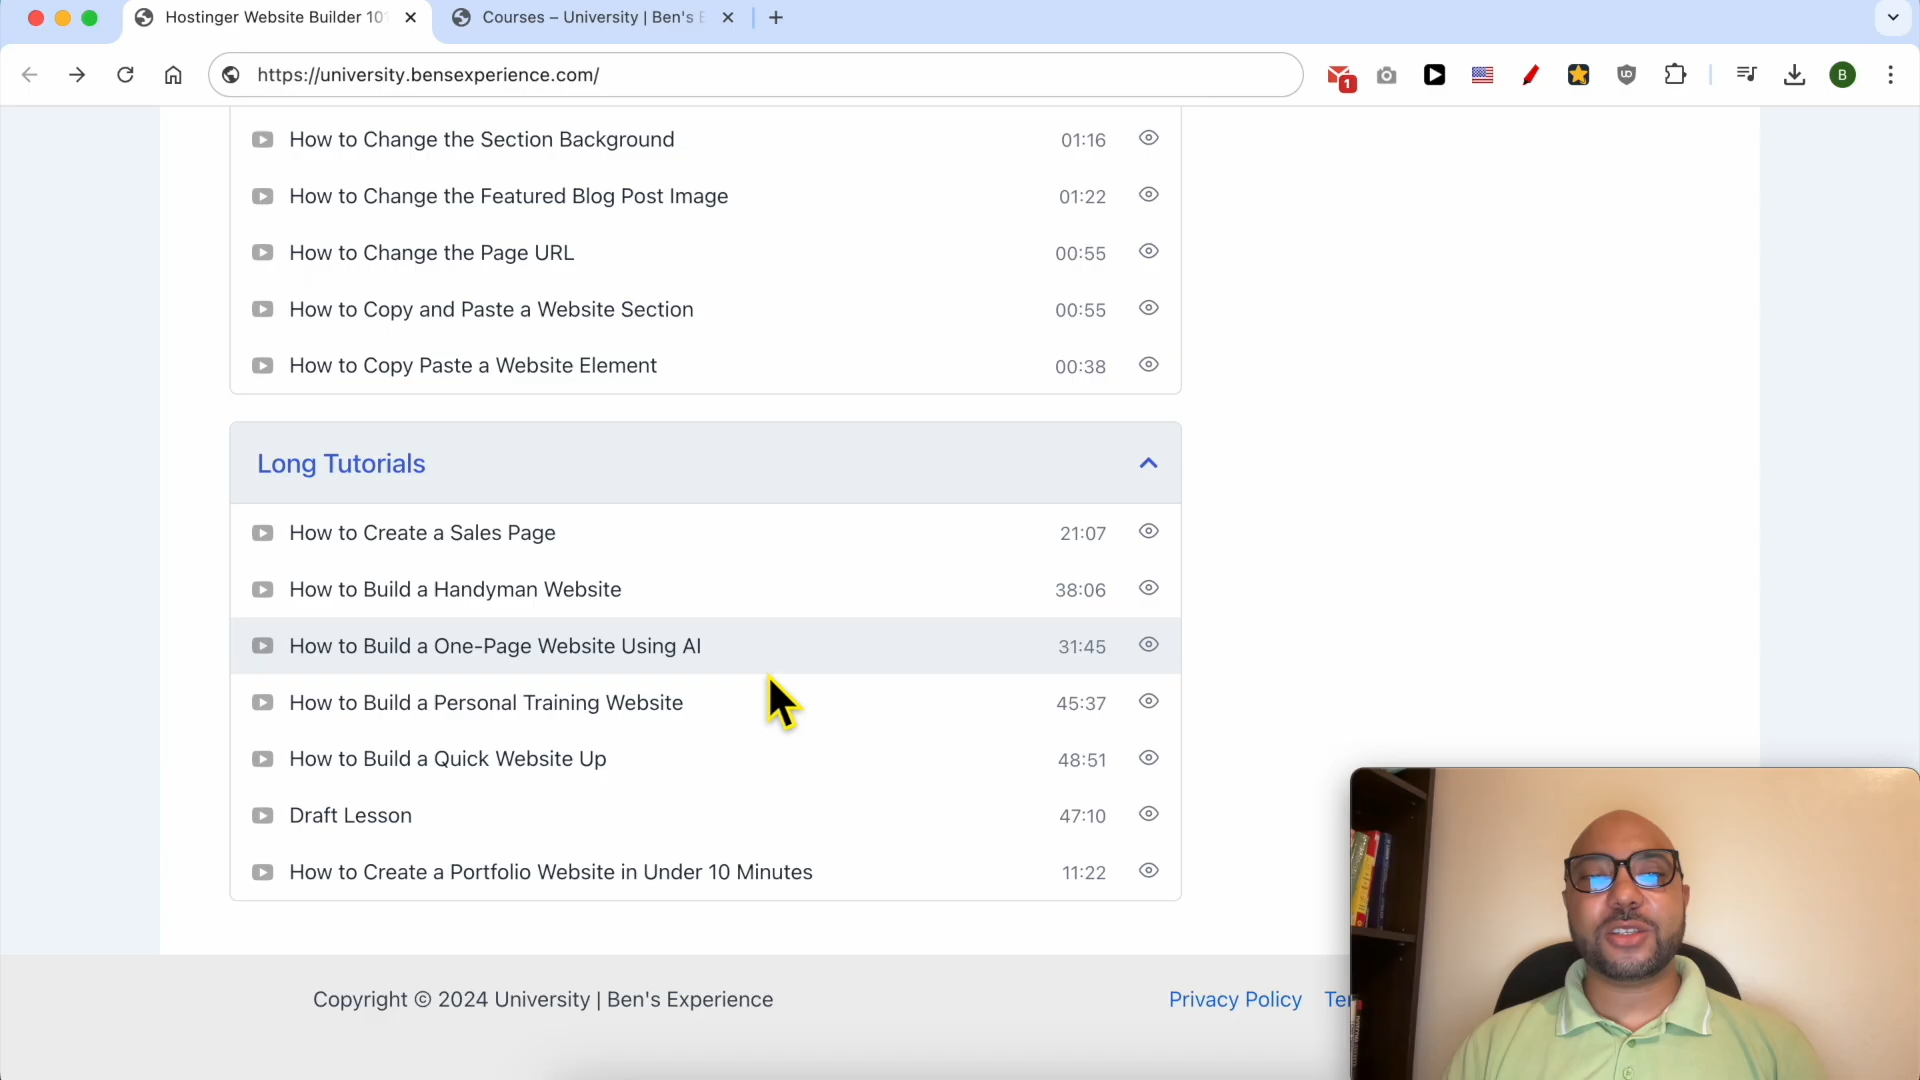 Hostinger Website Builder 10
Courses – University | Ben's E
https://university.bensexperience.com/
1
UD
B
How to Change the Section Background 01:16
How to Change the Featured Blog Post Image 01:22
How to Change the Page URL 00:55
How to Copy and Paste a Website Section 00:55
How to Copy Paste a Website Element 00:38
Long Tutorials
How to Create a Sales Page 21:07
How to Build a Handyman Website 38:06
How to Build a One-Page Website Using AI 31:45
How to Build a Personal Training Website 45:37
How to Build a Quick Website Up 48:51
Draft Lesson 47:10
How to Create a Portfolio Website in Under 10 Minutes 11:22
Copyright © 2024 University | Ben's Experience
Privacy Policy Ter